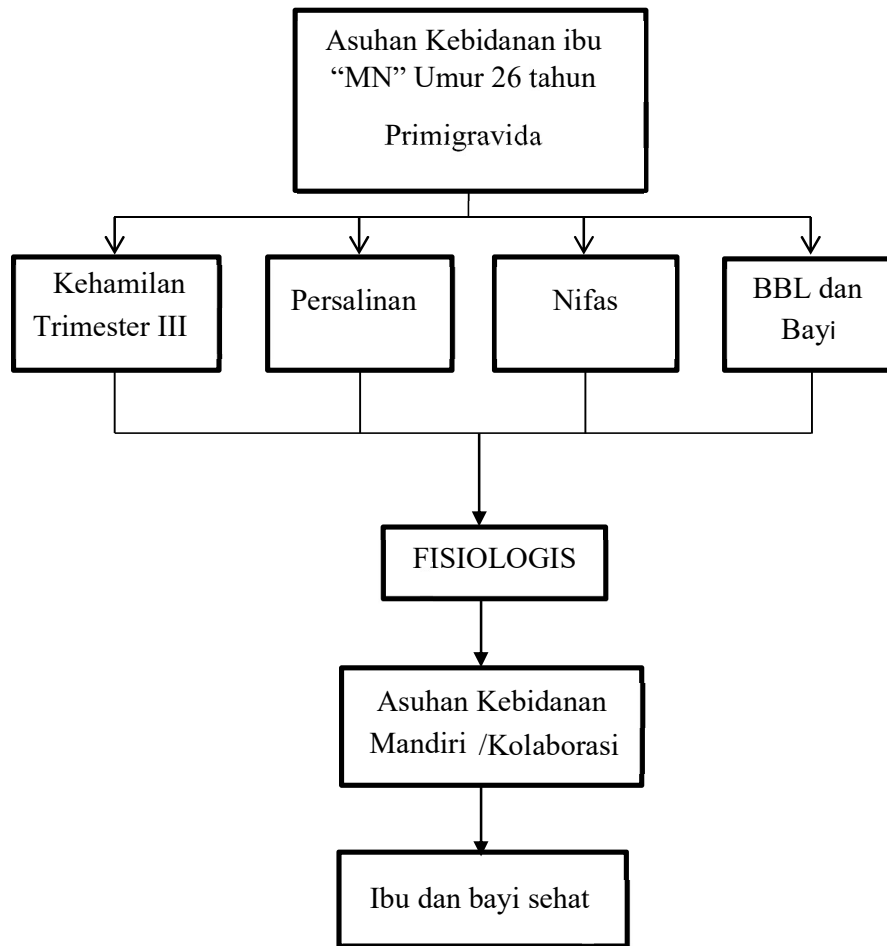 Asuhan Kebidanan ibu
“MN” Umur 26 tahun
Primigravida
Kehamilan
Trimester III
Persalinan
Nifas
BBL dan
Bayi
FISIOLOGIS
Asuhan Kebidanan
Mandiri /Kolaborasi
Ibu dan bayi sehat